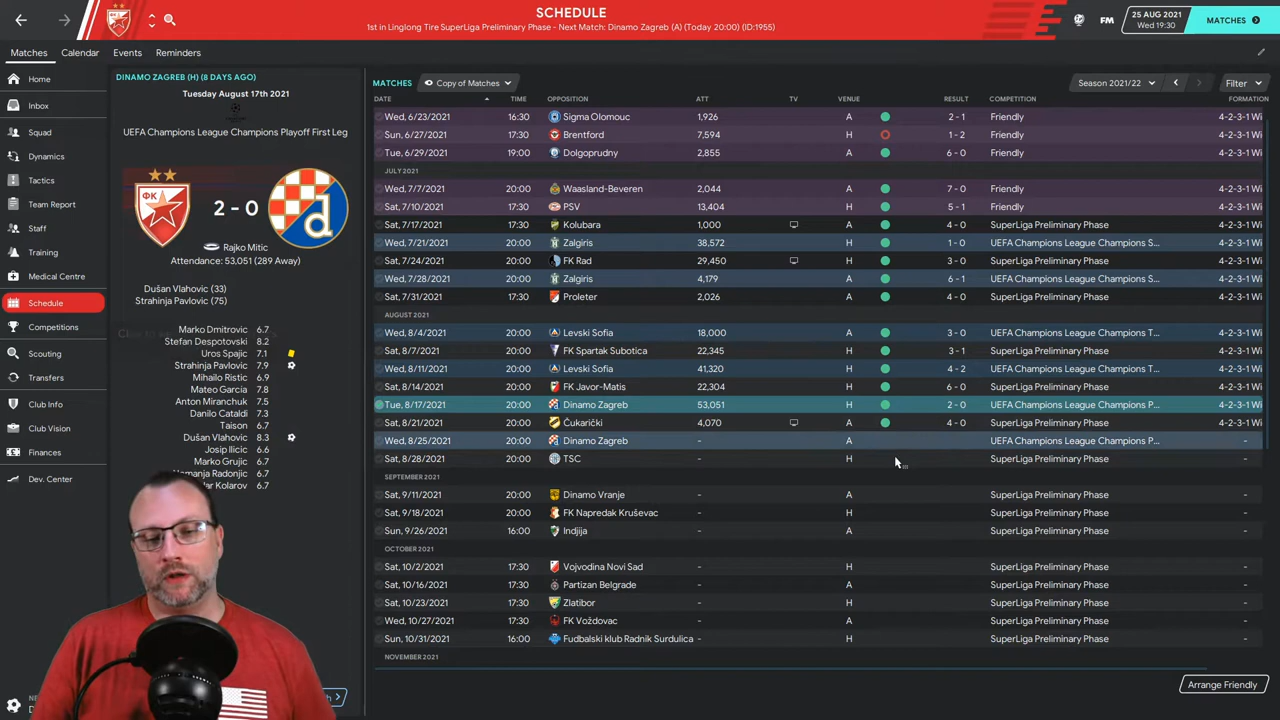 SCHEDULE
1st in Linglong Tire SuperLiga Preliminary Phase - Next Match: Dinamo Zagreb (A) (Today 20:00) (ID:1955)
FM
25 AUG 2021
Wed 19:30
MATCHES
Matches Calendar Events Reminders
Home
Inbox
Squad
Dynamics
Tactics
Team Report
Staff
Training
Medical Centre
Schedule
Competitions
Scouting
Transfers
Club Info
Club Vision
Finances
Dev. Center
DINAMO ZAGREB (H) (8 DAYS AGO)
Tuesday August 17th 2021
UEFA Champions League Champions Playoff First Leg
ФК
2 - 0
Rajko Mitic
Attendance: 53,051 (289 Away)
Dušan Vlahovic (33)
Strahinja Pavlovic (75)
Marko Dmitrovic 6.7
Stefan Despotovski 8.2
Uros Spajic 7.1
Strahinja Pavlovic 7.9
Mihailo Ristic 6.9
Mateo Garcia 7.8
Anton Miranchuk 7.5
Danilo Cataldi 7.3
Taison 6.7
Dušan Vlahovic 8.3
Josip Ilicic 6.6
Marko Grujic 6.7
Radonjic 6.7
Kolarov 6.7
MATCHES Copy of Matches Season 2021/22 Filter
DATE TIME OPPOSITION ATT TV VENUE RESULT COMPETITION FORMATION
Wed, 6/23/2021 16:30 Sigma Olomouc 1,926 A 2 - 1 Friendly 4-2-3-1 Wi
Sun, 6/27/2021 17:30 Brentford 7,594 H 1 - 2 Friendly 4-2-3-1 Wi
Tue, 6/29/2021 19:00 Dolgoprudny 2,855 A 6 - 0 Friendly 4-2-3-1 Wi
JULY 2021
Wed, 7/7/2021 20:00 Waasland-Beveren 2,044 A 7 - 0 Friendly 4-2-3-1 Wi
Sat, 7/10/2021 17:30 PSV 13,404 H 5 - 1 Friendly 4-2-3-1 Wi
Sat, 7/17/2021 17:30 Kolubara 1,000 A 4 - 0 SuperLiga Preliminary Phase 4-2-3-1 Wi
Wed, 7/21/2021 20:00 Zalgiris 38,572 H 1 - 0 UEFA Champions League Champions S... 4-2-3-1 Wi
Sat, 7/24/2021 20:00 FK Rad 29,450 H 3 - 0 SuperLiga Preliminary Phase 4-2-3-1 Wi
Wed, 7/28/2021 20:00 Zalgiris 4,179 A 6 - 1 UEFA Champions League Champions S... 4-2-3-1 Wi
Sat, 7/31/2021 17:30 Proleter 2,026 A 4 - 0 SuperLiga Preliminary Phase 4-2-3-1 Wi
AUGUST 2021
Wed, 8/4/2021 20:00 Levski Sofia 18,000 A 3 - 0 UEFA Champions League Champions T... 4-2-3-1 Wi
Sat, 8/7/2021 20:00 FK Spartak Subotica 22,345 H 3 - 1 SuperLiga Preliminary Phase 4-2-3-1 Wi
Wed, 8/11/2021 20:00 Levski Sofia 41,320 H 4 - 2 UEFA Champions League Champions T... 4-2-3-1 Wi
Sat, 8/14/2021 20:00 FK Javor-Matis 22,304 H 6 - 0 SuperLiga Preliminary Phase 4-2-3-1 Wi
Tue, 8/17/2021 20:00 Dinamo Zagreb 53,051 H 2 - 0 UEFA Champions League Champions P... 4-2-3-1 Wi
Sat, 8/21/2021 20:00 Čukarički 4,070 A 4 - 0 SuperLiga Preliminary Phase 4-2-3-1 Wi
Wed, 8/25/2021 20:00 Dinamo Zagreb - A UEFA Champions League Champions P... -
Sat, 8/28/2021 20:00 TSC - H SuperLiga Preliminary Phase -
SEPTEMBER 2021
Sat, 9/11/2021 20:00 Dinamo Vranje - A SuperLiga Preliminary Phase -
Sat, 9/18/2021 20:00 FK Napredak Kruševac - H SuperLiga Preliminary Phase -
Sun, 9/26/2021 16:00 Indjija - A SuperLiga Preliminary Phase -
OCTOBER 2021
Sat, 10/2/2021 17:30 Vojvodina Novi Sad - H SuperLiga Preliminary Phase -
Sat, 10/16/2021 17:30 Partizan Belgrade - A SuperLiga Preliminary Phase -
Sat, 10/23/2021 17:30 Zlatibor - H SuperLiga Preliminary Phase -
Wed, 10/27/2021 17:30 FK Voždovac - A SuperLiga Preliminary Phase -
Sun, 10/31/2021 16:00 Fudbalski klub Radnik Surdulica - H SuperLiga Preliminary Phase -
NOVEMBER 2021
Arrange Friendly